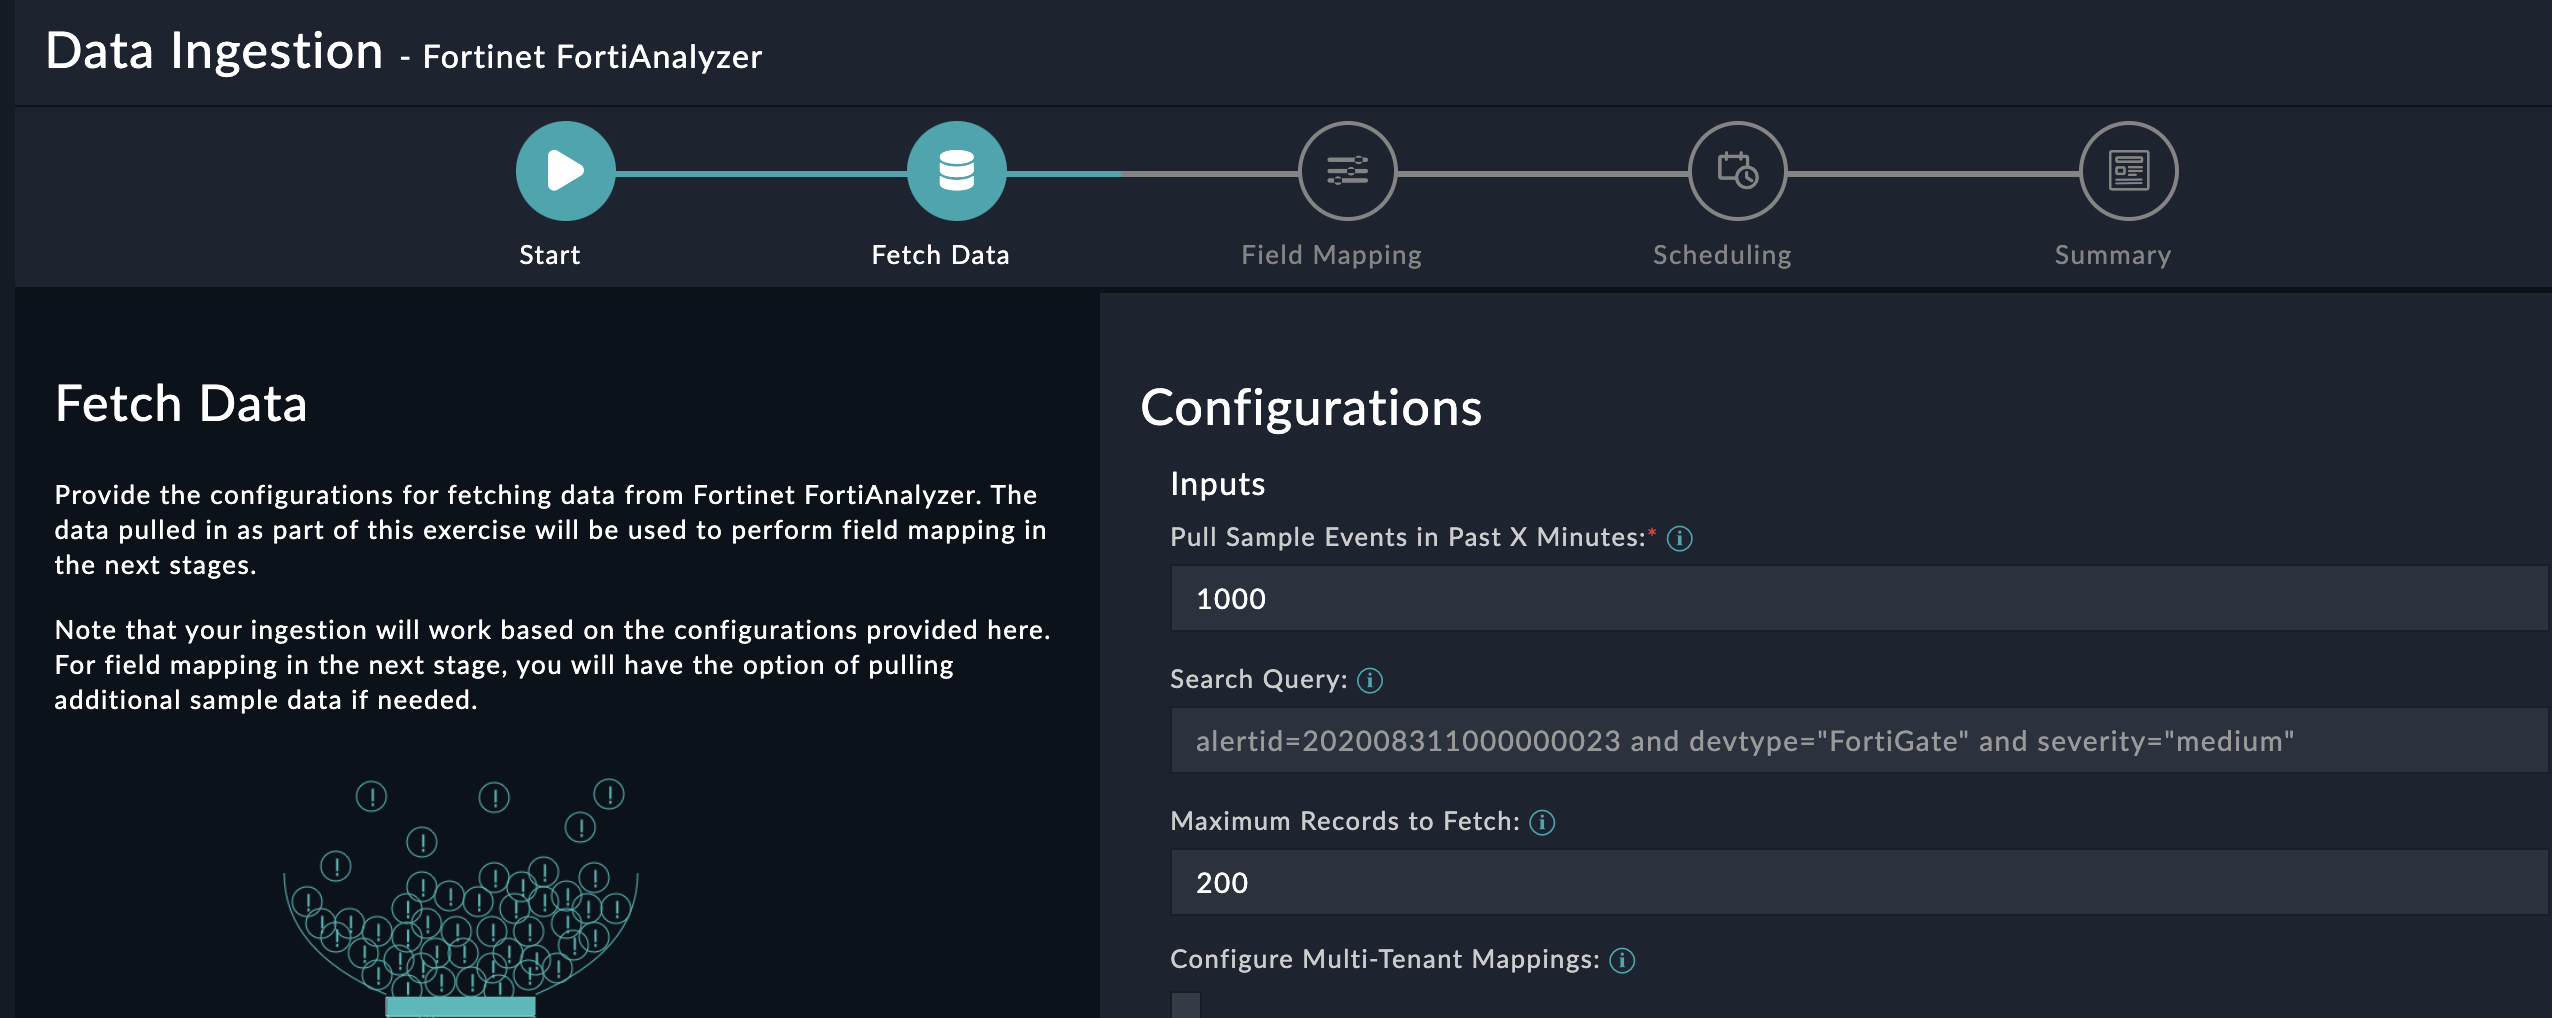 Data Ingestion - Fortinet FortiAnalyzer
Start
Fetch Data
Field Mapping
Scheduling
Summary
Fetch Data
Provide the configurations for fetching data from Fortinet FortiAnalyzer. The
data pulled in as part of this exercise will be used to perform field mapping in
the next stages.
Note that your ingestion will work based on the configurations provided here.
For field mapping in the next stage, you will have the option of pulling
additional sample data if needed.
Configurations
Inputs
Pull Sample Events in Past X Minutes:*
1000
Search Query:
alertid=202008311000000023 and devtype="FortiGate" and severity="medium"
Maximum Records to Fetch:
200
Configure Multi-Tenant Mappings: